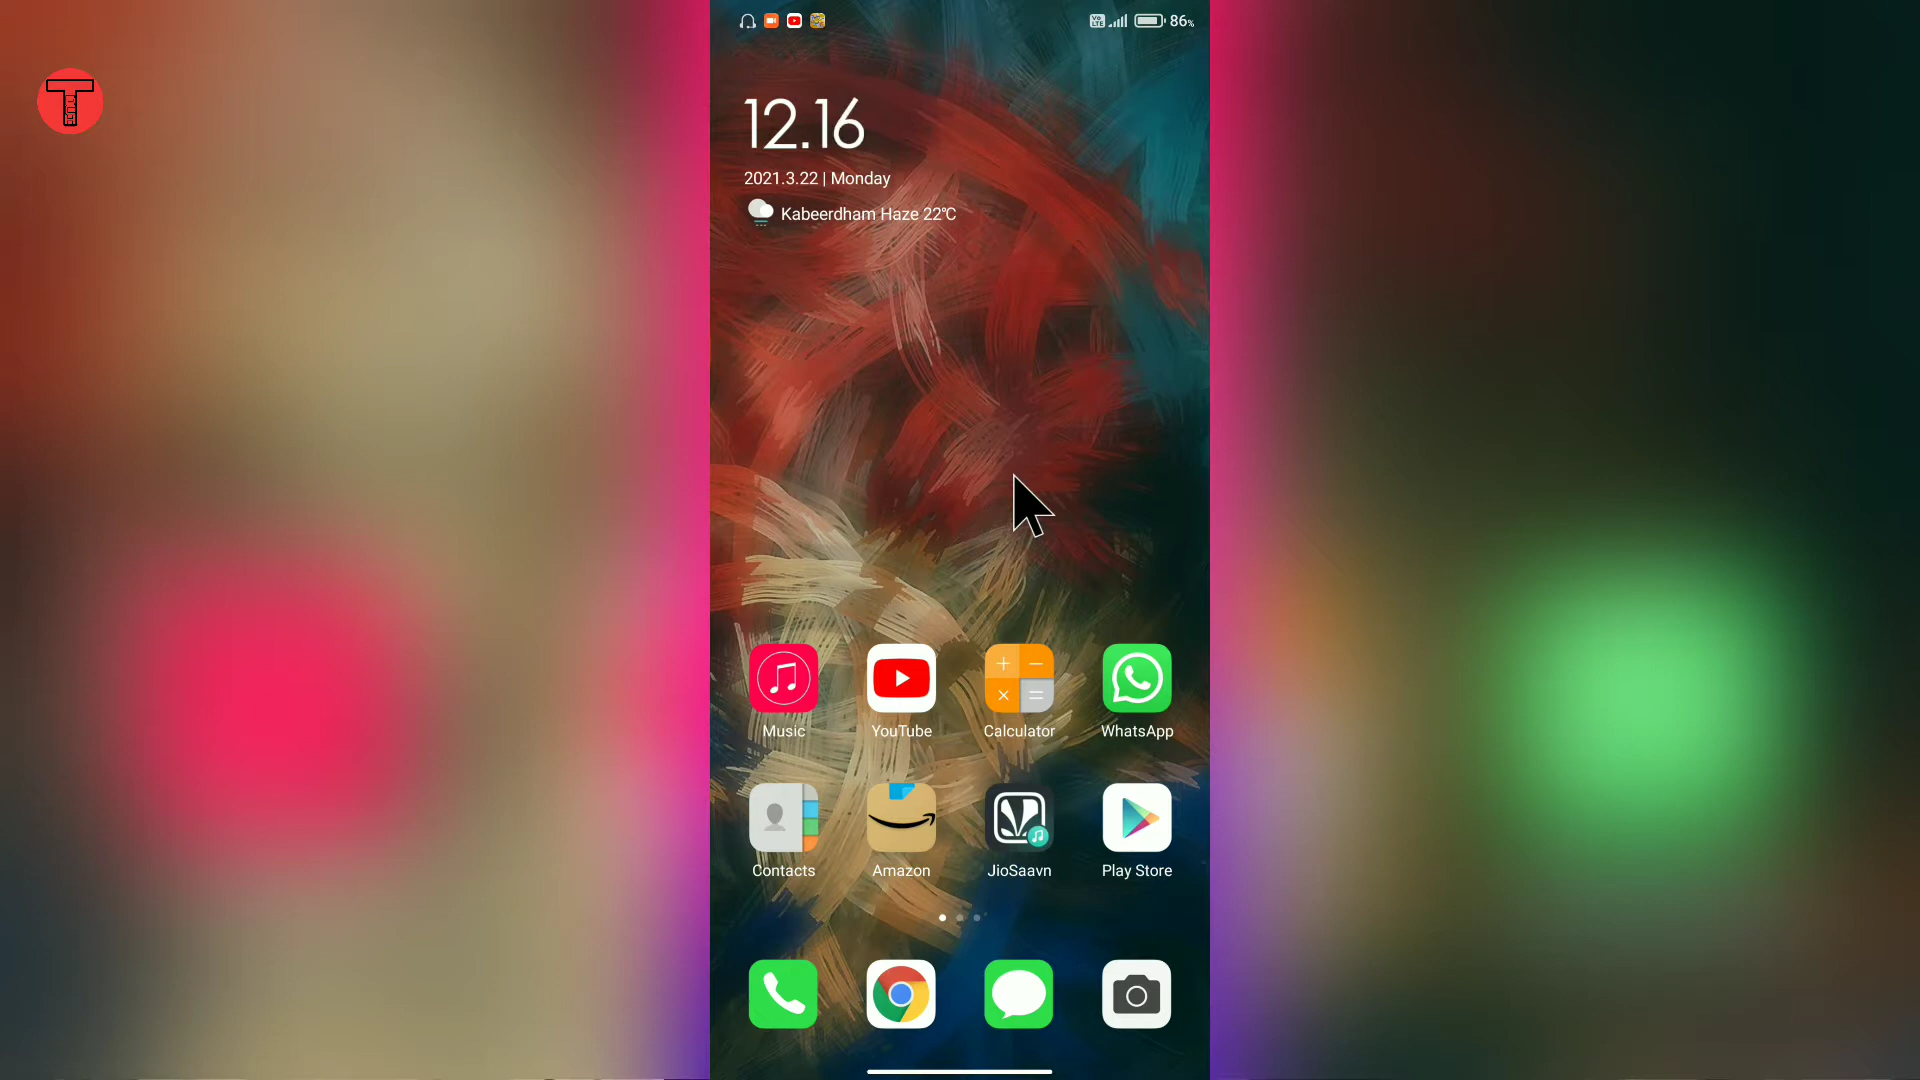 86%
12.16
2021.3.22 | Monday
Kabeerdham Haze 22℃
Music
YouTube
Calculator
WhatsApp
Contacts
Amazon
JioSaavn
Play Store